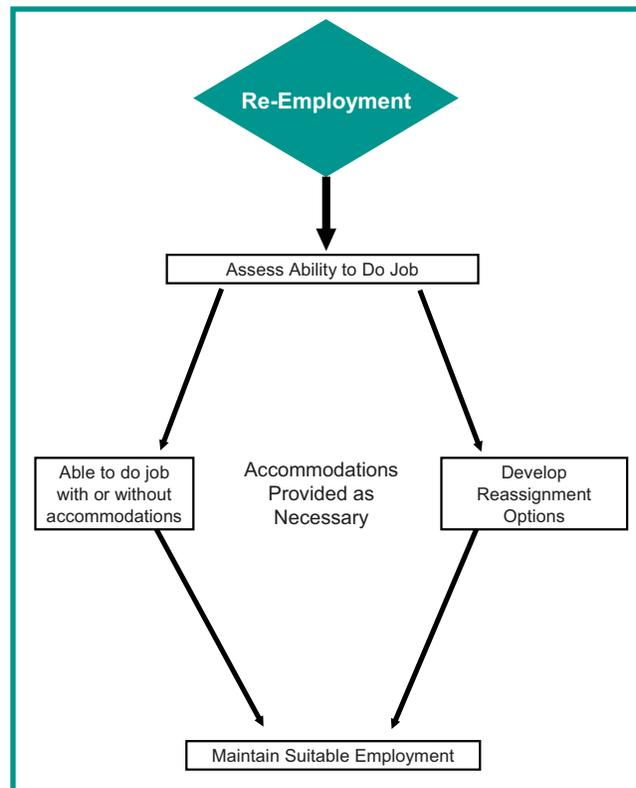 Re-Employment
Assess Ability to Do Job
Able to do job
with or without
accommodations
Accommodations
Provided as
Necessary
Develop
Reassignment
Options
Maintain Suitable Employment